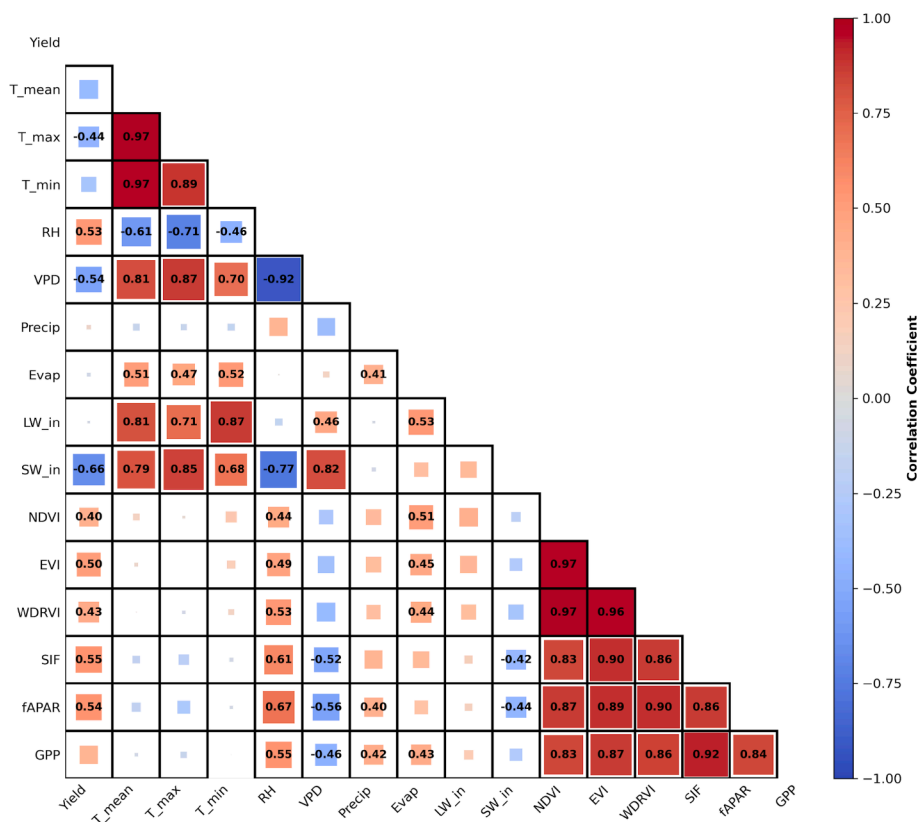 Yield
T_mean
T_max -0.44 0.97
T_min 0.97 0.89
RH 0.53 -0.61 -0.71 -0.46
VPD -0.54 0.81 0.87 0.70 -0.92
Precip
Evap 0.51 0.47 0.52 0.41
LW_in 0.81 0.71 0.87 0.46 0.53
SW_in -0.66 0.79 0.85 0.68 -0.77 0.82
NDVI 0.40 0.44 0.51
EVI 0.50 0.49 0.45 0.97
WDRVI 0.43 0.53 0.44 0.97 0.96
SIF 0.55 0.61 -0.52 -0.42 0.83 0.90 0.86
fAPAR 0.54 0.67 -0.56 0.40 -0.44 0.87 0.89 0.90 0.86
GPP 0.55 -0.46 0.42 0.43 0.83 0.87 0.86 0.92 0.84
Yield T_mean T_max T_min RH VPD Precip Evap LW_in SW_in NDVI EVI WDRVI SIF fAPAR GPP
1.00
0.75
0.50
0.25
0.00
−0.25
−0.50
−0.75
−1.00
Correlation Coefficient